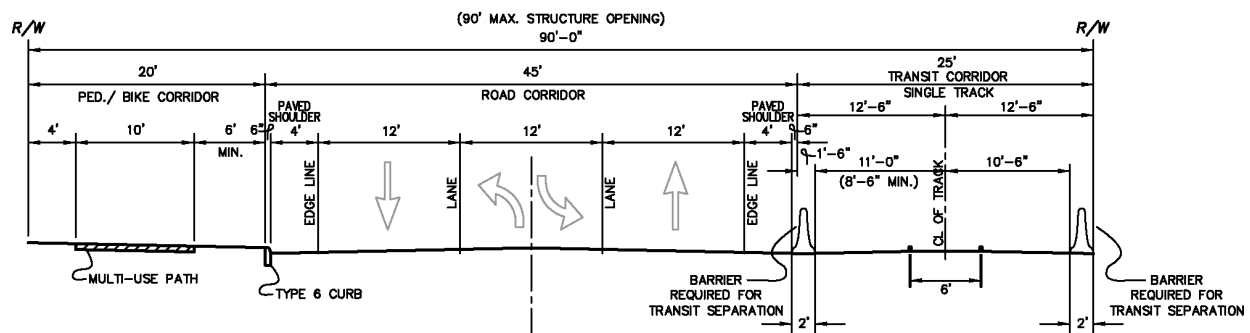 (90' MAX. STRUCTURE OPENING)
R/W
R/W
90'-0"
20'
45'
25'
TRANSIT CORRIDOR
PED./ BIKE CORRIDOR
ROAD CORRIDOR
SINGLE TRACK
PAVED
SHOULDER
PAVED
SHOULDER
12'-6"
12'-6"
4'
10'
6'
6"
4'
12'
12'
12'
4'
6"
MIN.
1'-6"
11'-0"
10'-6"
(8'-6" MIN.)
EDGE LINE
LANE
LANE
EDGE LINE
CL OF TRACK
MULTI-USE PATH
TYPE 6 CURB
BARRIER
REQUIRED FOR
TRANSIT SEPARATION
6'
BARRIER
REQUIRED FOR
TRANSIT SEPARATION
2'
2'